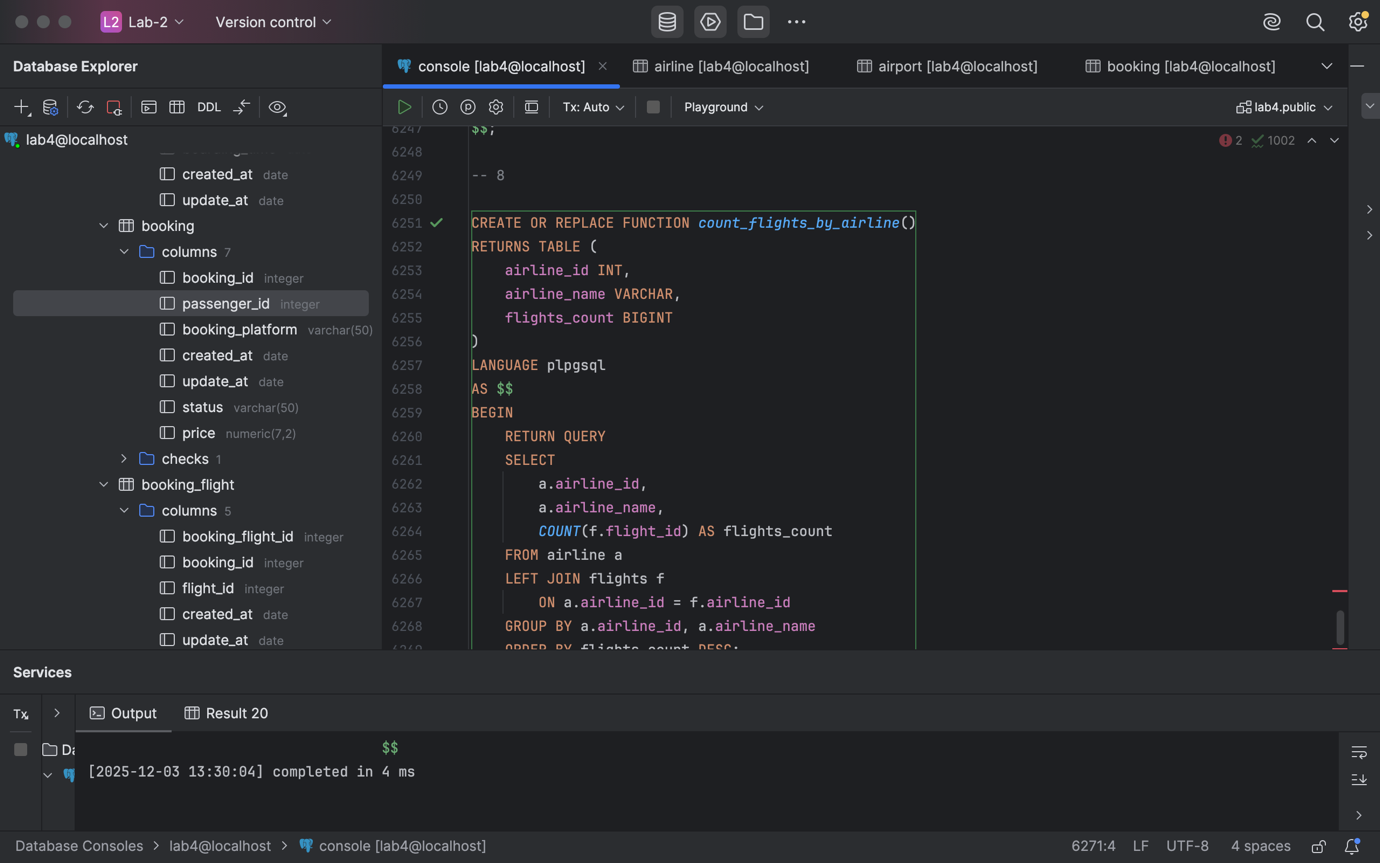 L2 Lab-2 Version control
Database Explorer
console [lab4@localhost] airline [lab4@localhost] airport [lab4@localhost] booking [lab4@localhost]
DDL Tx: Auto Playground lab4.public
lab4@localhost
created_at date
update_at date
booking
columns 7
booking_id integer
passenger_id integer
booking_platform varchar(50)
created_at date
update_at date
status varchar(50)
price numeric(7,2)
checks 1
booking_flight
columns 5
booking_flight_id integer
booking_id integer
flight_id integer
created_at date
update_at date
2 1002
6247 $$;
6248
6249 -- 8
6250
6251 CREATE OR REPLACE FUNCTION count_flights_by_airline()
6252 RETURNS TABLE (
6253 airline_id INT,
6254 airline_name VARCHAR,
6255 flights_count BIGINT
6256 )
6257 LANGUAGE plpgsql
6258 AS $$
6259 BEGIN
6260 RETURN QUERY
6261 SELECT
6262 a.airline_id,
6263 a.airline_name,
6264 COUNT(f.flight_id) AS flights_count
6265 FROM airline a
6266 LEFT JOIN flights f
6267 ON a.airline_id = f.airline_id
6268 GROUP BY a.airline_id, a.airline_name
6269 ORDER BY flights_count DESC;
Services
Tx Output Result 20
Da
$$
[2025-12-03 13:30:04] completed in 4 ms
Database Consoles > lab4@localhost > console [lab4@localhost] 6271:4 LF UTF-8 4 spaces